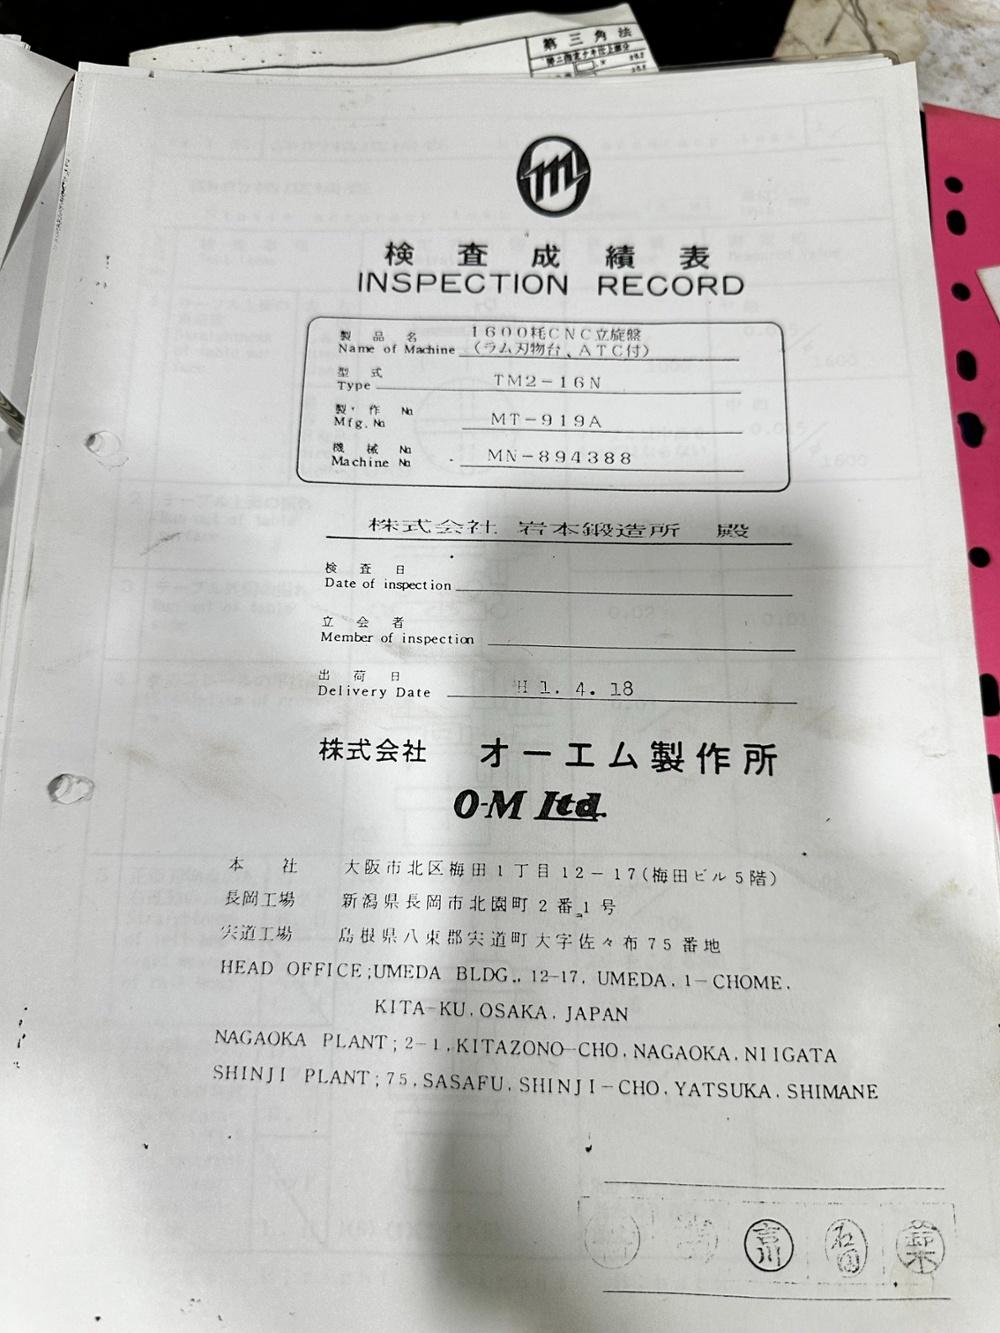 第三角法
検査成績表
INSPECTION RECORD
製品名 1600粍CNC立旋盤
Name of Machine (ラム刃物台、ATC付)
型式
Type TM2-16N
製作 No
Mfg. No MT-919A
機械 No
Machine No MN-894388
株式会社 岩本鍛造所 殿
検査日
Date of inspection
立会者
Member of inspection
出荷日
Delivery Date H1.4.18
株式会社 オーエム製作所
O-M Ltd.
本社 大阪市北区梅田1丁目12-17(梅田ビル5階)
長岡工場 新潟県長岡市北園町2番1号
宍道工場 島根県八束郡宍道町大字佐々布75番地
HEAD OFFICE;UMEDA BLDG., 12-17, UMEDA, 1-CHOME,
KITA-KU, OSAKA, JAPAN
NAGAOKA PLANT; 2-1, KITAZONO-CHO, NAGAOKA, NIIGATA
SHINJI PLANT; 75, SASAFU, SHINJI-CHO, YATSUKA, SHIMANE
吉川 石田 鈴木